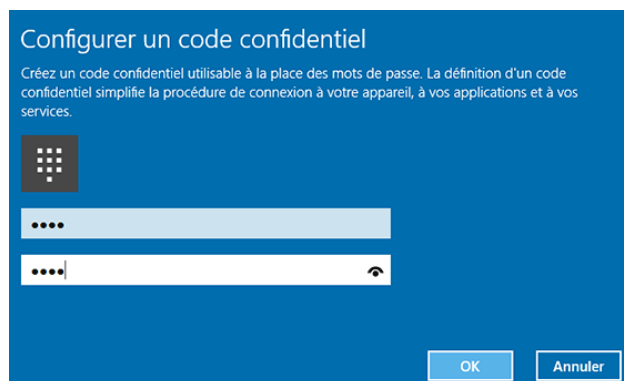 Configurer un code confidentiel
Créez un code confidentiel utilisable à la place des mots de passe. La définition d'un code
confidentiel simplifie la procédure de connexion à votre appareil, à vos applications et à vos
services.
••••
••••
OK
Annuler